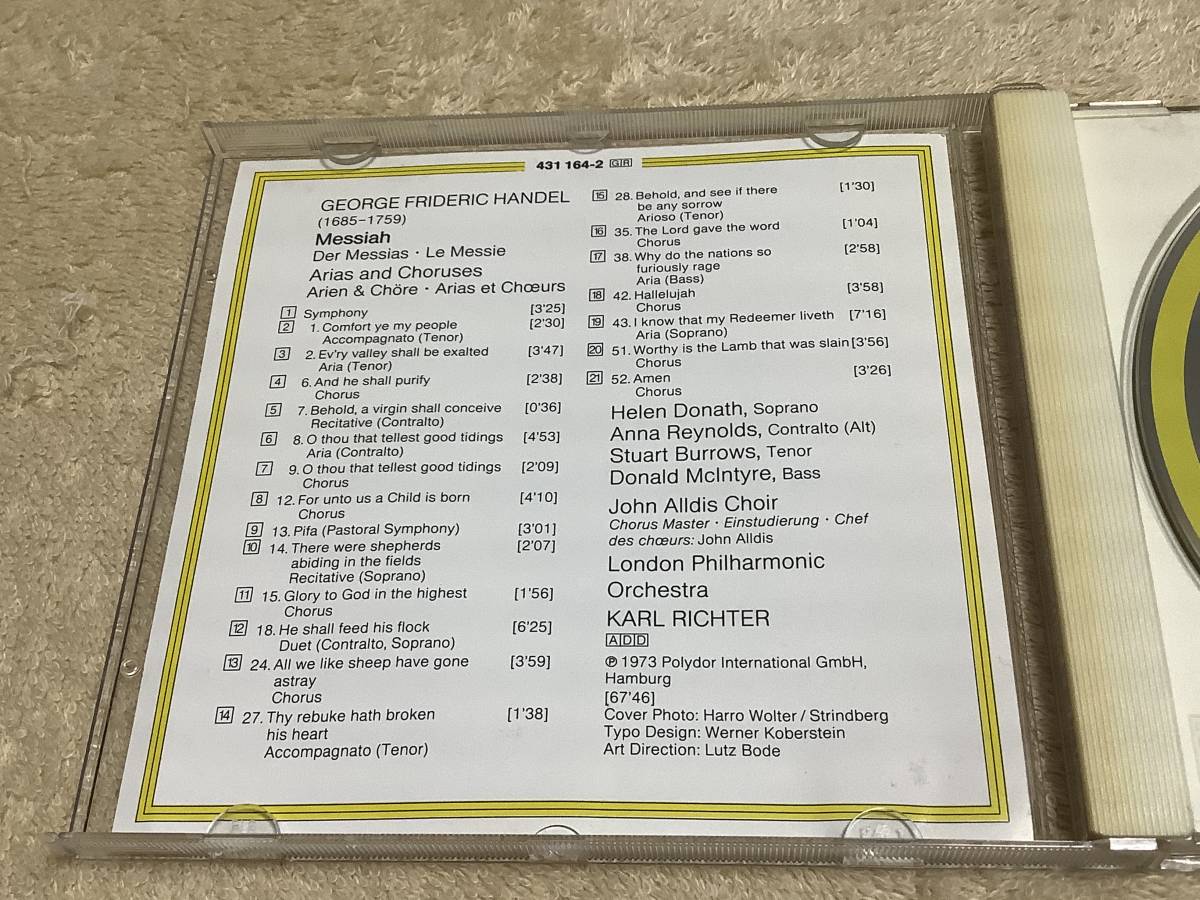 431 164-2 GR
GEORGE FRIDERIC HANDEL
(1685–1759)
Messiah
Der Messias · Le Messie
Arias and Choruses
Arien & Chöre · Arias et Chœurs
1 Symphony [3'25]
2 1. Comfort ye my people [2'30]
Accompagnato (Tenor)
3 2. Ev'ry valley shall be exalted [3'47]
Aria (Tenor)
4 6. And he shall purify [2'38]
Chorus
5 7. Behold, a virgin shall conceive [0'36]
Recitative (Contralto)
6 8. O thou that tellest good tidings [4'53]
Aria (Contralto)
7 9. O thou that tellest good tidings [2'09]
Chorus
8 12. For unto us a Child is born [4'10]
Chorus
9 13. Pifa (Pastoral Symphony) [3'01]
10 14. There were shepherds [2'07]
abiding in the fields
Recitative (Soprano)
11 15. Glory to God in the highest [1'56]
Chorus
12 18. He shall feed his flock [6'25]
Duet (Contralto, Soprano)
13 24. All we like sheep have gone [3'59]
astray
Chorus
14 27. Thy rebuke hath broken [1'38]
his heart
Accompagnato (Tenor)
15 28. Behold, and see if there [1'30]
be any sorrow
Arioso (Tenor)
16 35. The Lord gave the word [1'04]
Chorus
17 38. Why do the nations so [2'58]
furiously rage
Aria (Bass)
18 42. Hallelujah [3'58]
Chorus
19 43. I know that my Redeemer liveth [7'16]
Aria (Soprano)
20 51. Worthy is the Lamb that was slain [3'56]
Chorus
21 52. Amen [3'26]
Chorus
Helen Donath, Soprano
Anna Reynolds, Contralto (Alt)
Stuart Burrows, Tenor
Donald McIntyre, Bass
John Alldis Choir
Chorus Master · Einstudierung · Chef
des chœurs: John Alldis
London Philharmonic
Orchestra
KARL RICHTER
ADD
℗ 1973 Polydor International GmbH,
Hamburg
[67'46]
Cover Photo: Harro Wolter / Strindberg
Typo Design: Werner Koberstein
Art Direction: Lutz Bode